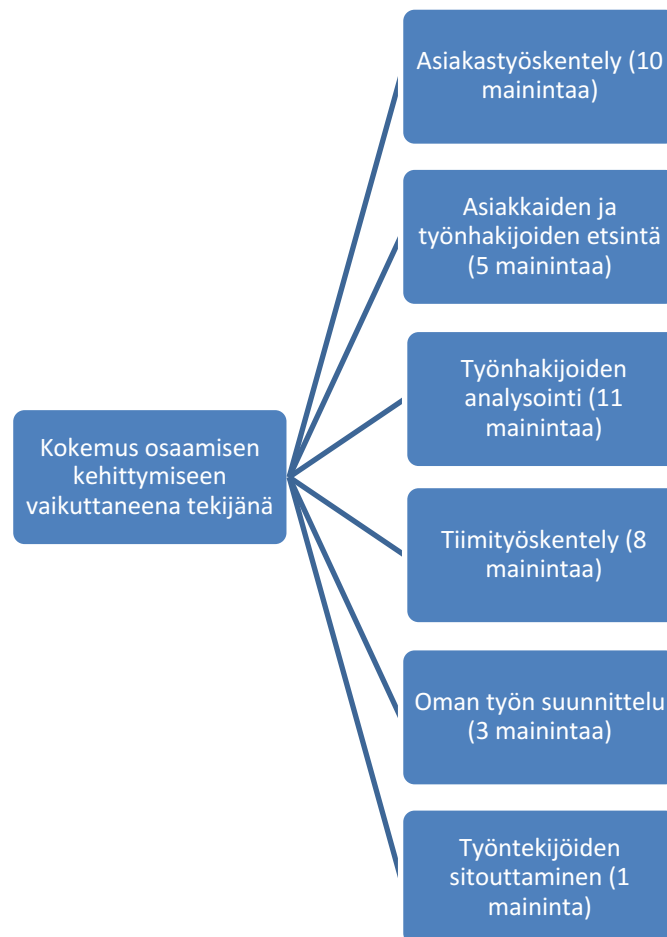 Asiakastyöskentely (10
mainintaa)
Asiakkaiden ja
työnhakijoiden etsintä
(5 mainintaa)
Työnhakijoiden
analysointi (11
mainintaa)
Kokemus osaamisen
kehittymiseen
vaikuttaneena tekijänä
Tiimityöskentely (8
mainintaa)
Oman työn suunnittelu
(3 mainintaa)
Työntekijöiden
sitouttaminen (1
maininta)